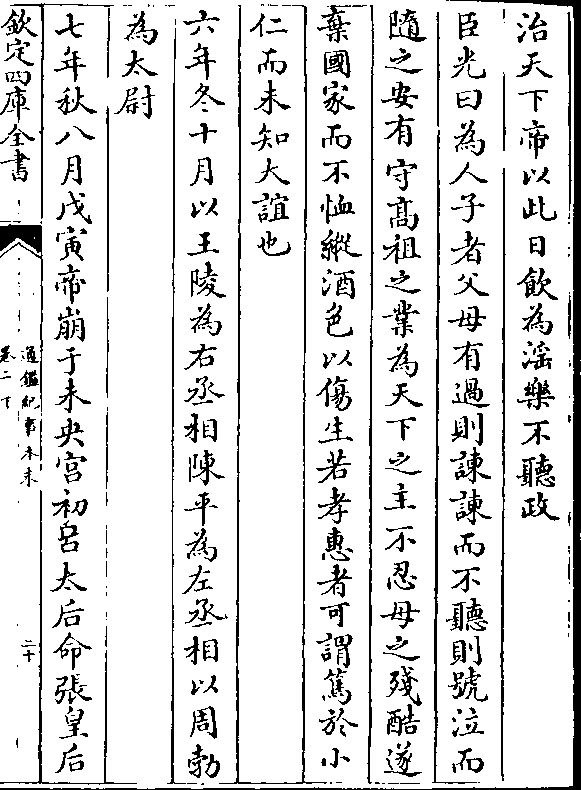 治天下帝以此日飲為滛樂不聽政
臣光曰為人子者父母有過則諫諫而不聽則號泣而
隨之安有守髙祖之業為天下之主不忍母之殘酷遂
棄國家而不恤縱酒色以傷生若孝惠者可謂篤於小
仁而未知大誼也
六年冬十月以王陵為右丞相陳平為左丞相以周勃
為太尉
七年秋八月戊寅帝崩于未央宫初呂太后命張皇后
欽定四庫全書
通鑑紀事本末
卷二下
二十